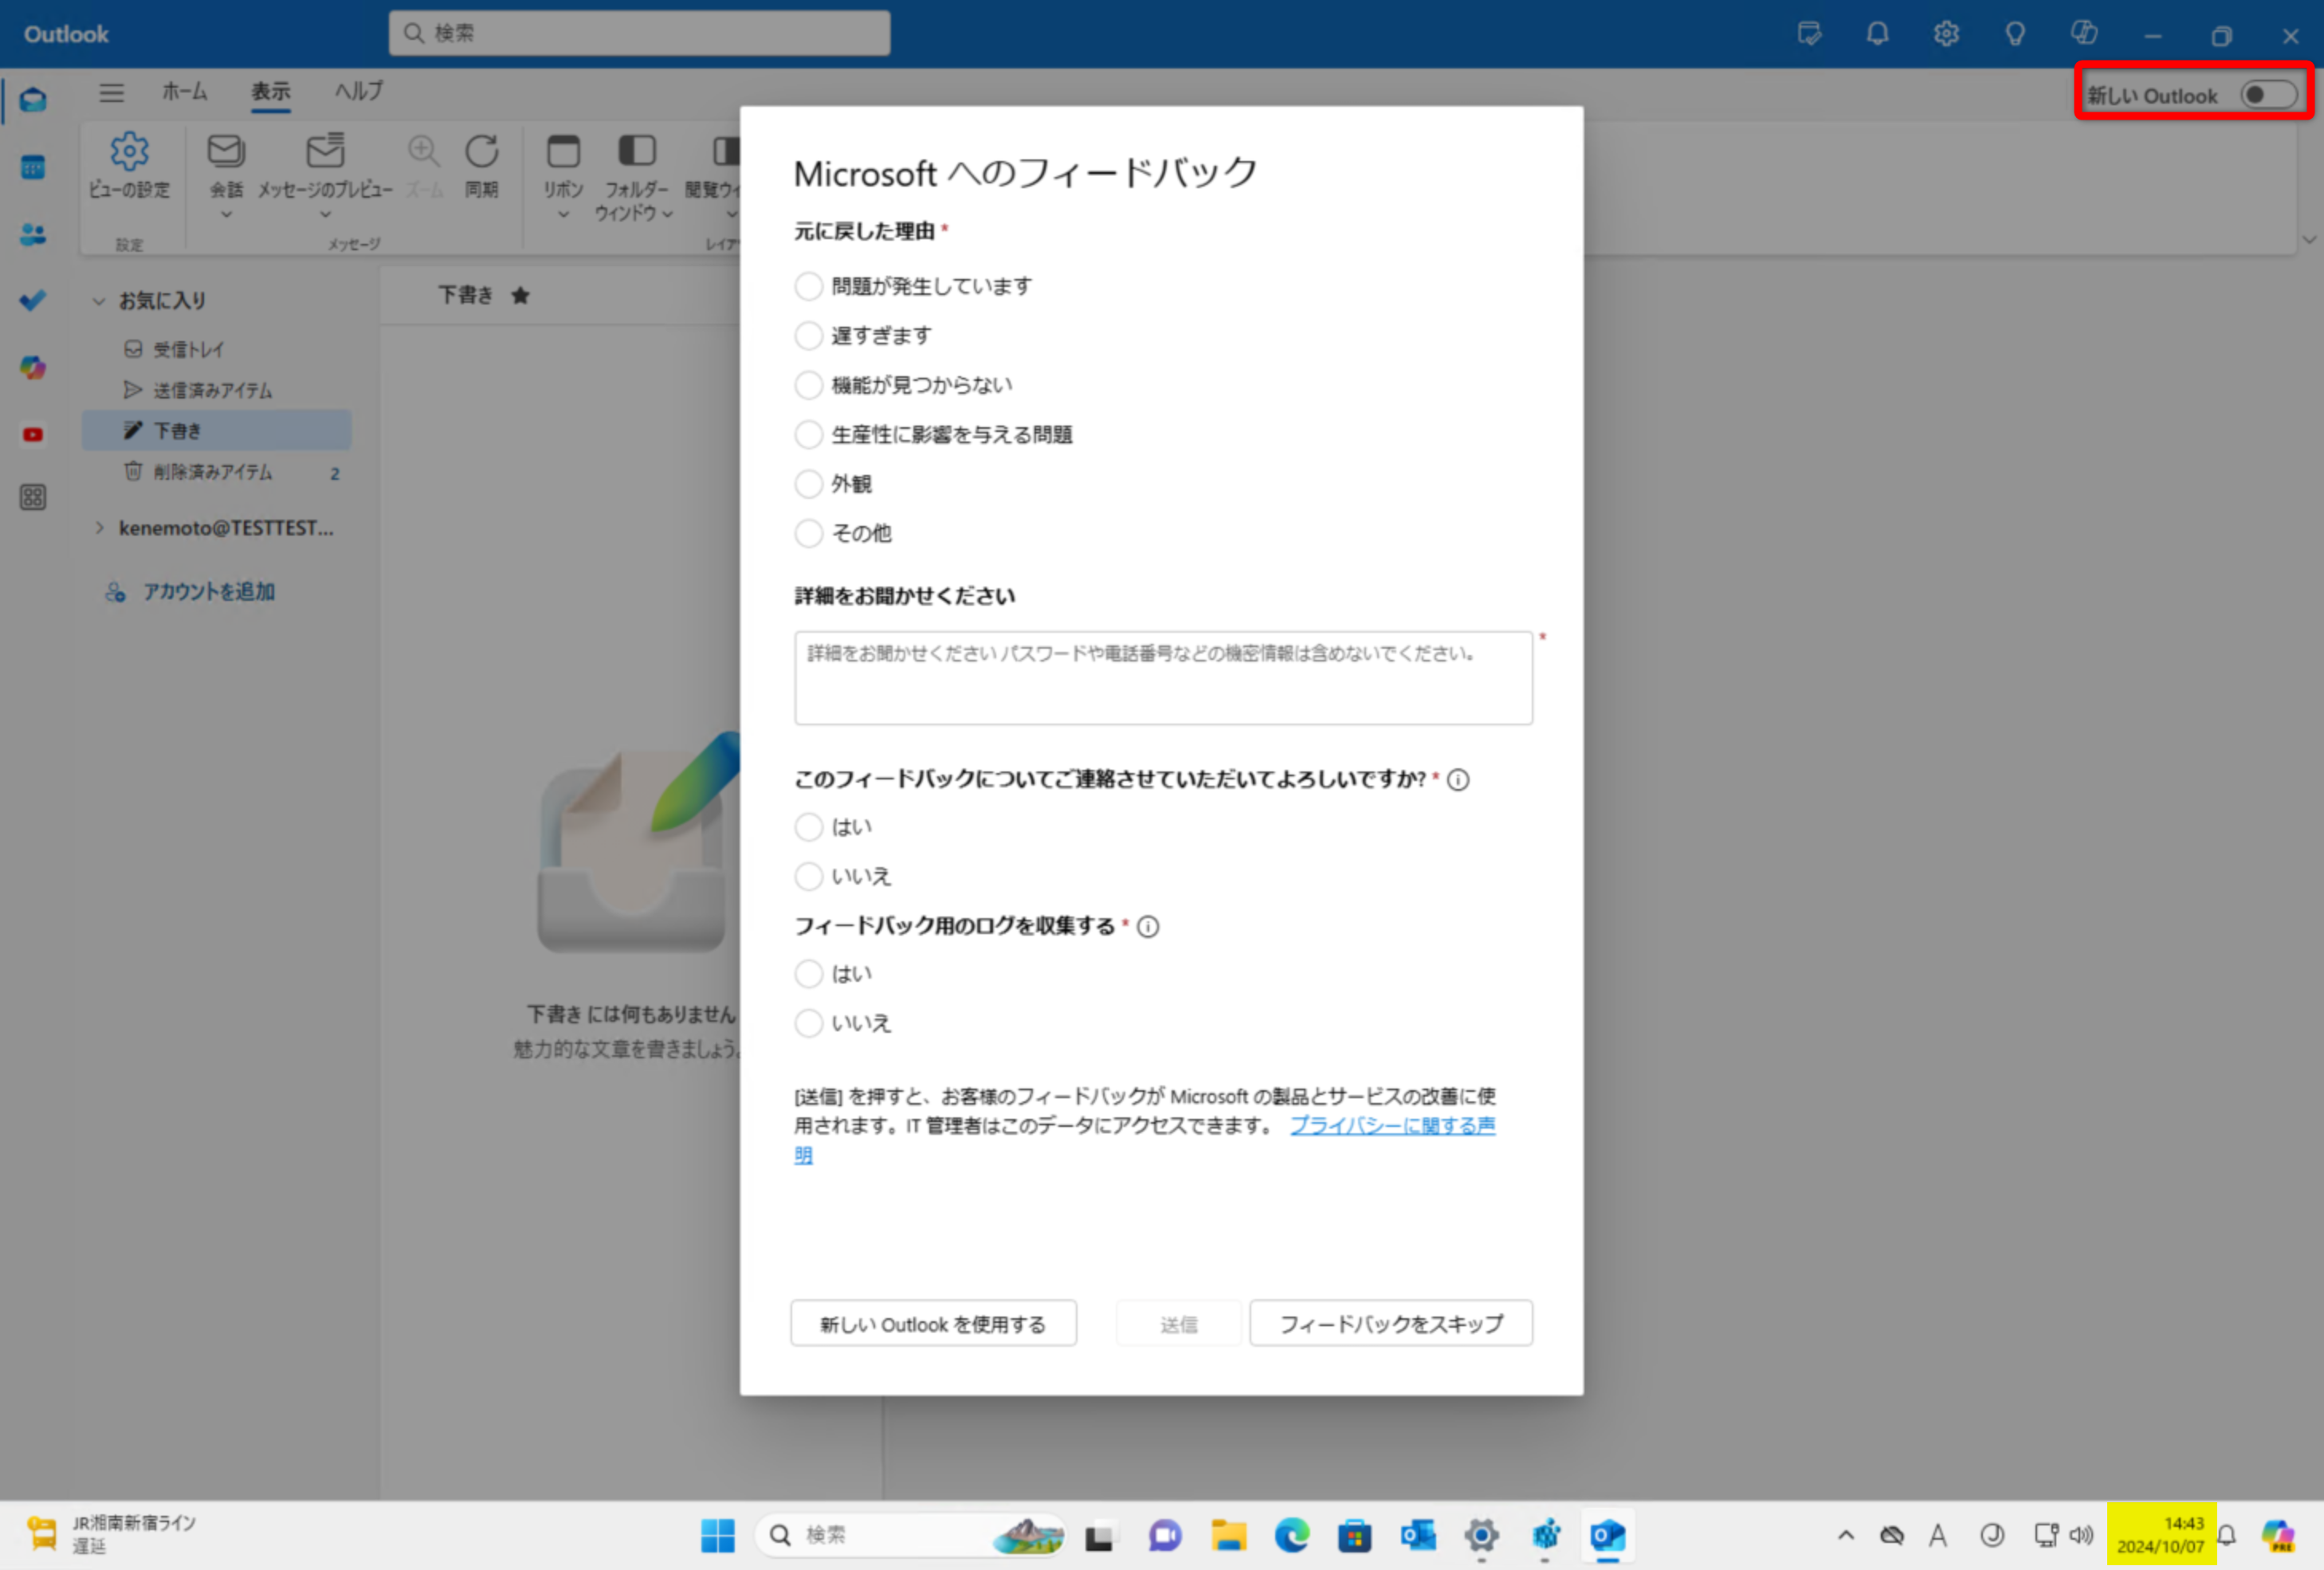 Outlook
検索
ホーム 表示 ヘルプ
新しい Outlook
ビューの設定
会話 メッセージのプレビュー ズーム 同期
リボン フォルダー ウィンドウ 閲覧ウィ
設定
メッセージ
レイア
お気に入り
受信トレイ
送信済みアイテム
下書き
削除済みアイテム 2
kenemoto@TESTTEST...
アカウントを追加
下書き
下書き には何もありません
魅力的な文章を書きましょう。
Microsoft へのフィードバック
元に戻した理由 *
問題が発生しています
遅すぎます
機能が見つからない
生産性に影響を与える問題
外観
その他
詳細をお聞かせください
詳細をお聞かせください パスワードや電話番号などの機密情報は含めないでください。 *
このフィードバックについてご連絡させていただいてよろしいですか? *
はい
いいえ
フィードバック用のログを収集する *
はい
いいえ
[送信] を押すと、お客様のフィードバックが Microsoft の製品とサービスの改善に使
用されます。IT 管理者はこのデータにアクセスできます。 プライバシーに関する声
明
新しい Outlook を使用する 送信 フィードバックをスキップ
JR湘南新宿ライン
遅延
検索
A
14:43
2024/10/07
PRE